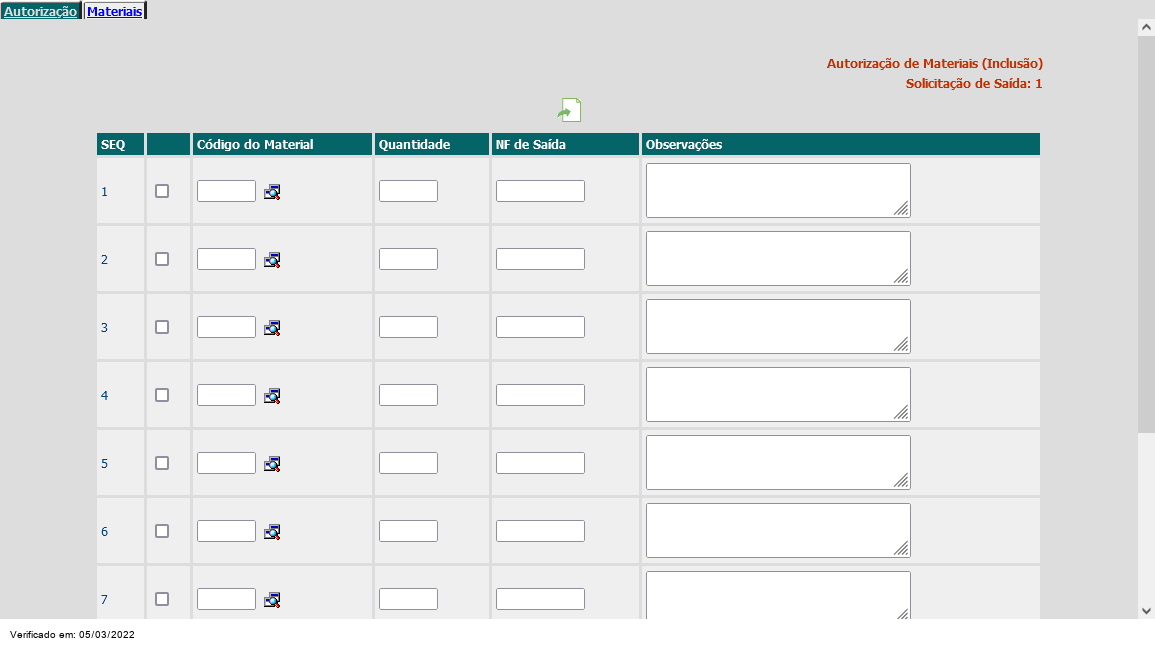 Autorização Materiais
Autorização de Materiais (Inclusão)
Solicitação de Saída: 1
SEQ Código do Material Quantidade NF de Saída Observações
1
2
3
4
5
6
7
Verificado em: 05/03/2022